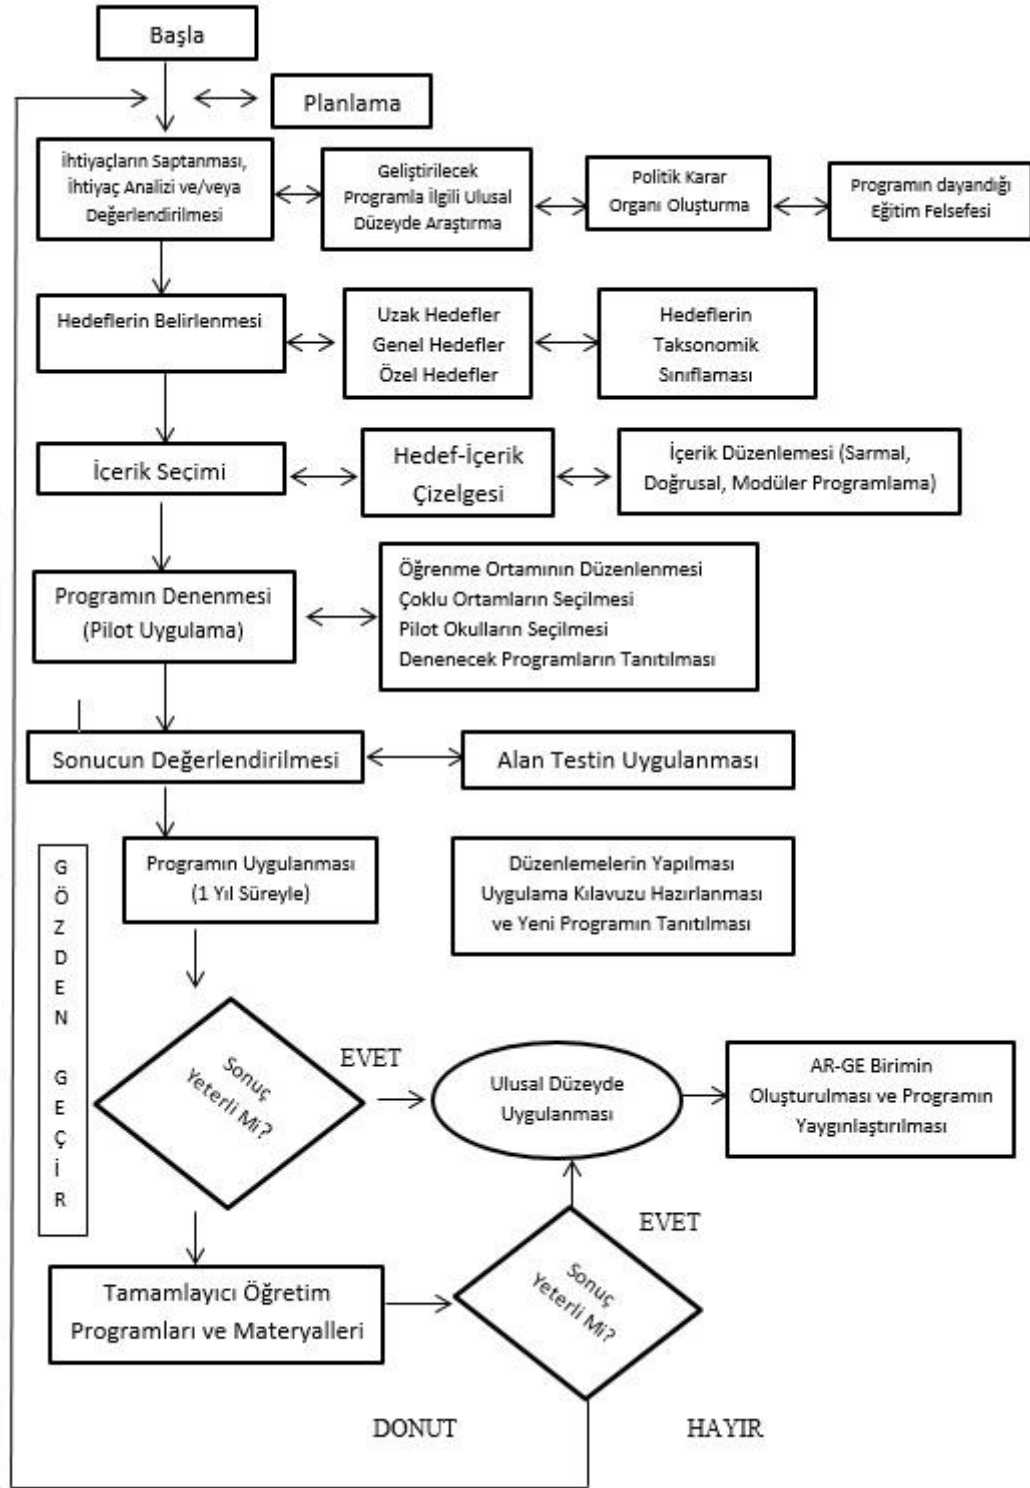 Başla
Planlama
İhtiyaçların Saptanması,
İhtiyaç Analizi ve/veya
Değerlendirilmesi
Geliştirilecek
Programla İlgili Ulusal
Düzeyde Araştırma
Politik Karar
Organı Oluşturma
Programın dayandığı
Eğitim Felsefesi
Hedeflerin Belirlenmesi
Uzak Hedefler
Genel Hedefler
Özel Hedefler
Hedeflerin
Taksonomik
Sınıflaması
İçerik Seçimi
Hedef-İçerik
Çizelgesi
İçerik Düzenlemesi (Sarmal,
Doğrusal, Modüler Programlama)
Programın Denenmesi
(Pilot Uygulama)
Öğrenme Ortamının Düzenlenmesi
Çoklu Ortamların Seçilmesi
Pilot Okulların Seçilmesi
Denenecek Programların Tanıtılması
Sonucun Değerlendirilmesi
Alan Testin Uygulanması
GÖZDEN GEÇİR
Programın Uygulanması
(1 Yıl Süreyle)
Düzenlemelerin Yapılması
Uygulama Kılavuzu Hazırlanması
ve Yeni Programın Tanıtılması
Sonuç
Yeterli Mi?
EVET
Ulusal Düzeyde
Uygulanması
AR-GE Birimin
Oluşturulması ve Programın
Yaygınlaştırılması
Tamamlayıcı Öğretim
Programları ve Materyalleri
Sonuç
Yeterli Mi?
EVET
DONUT
HAYIR